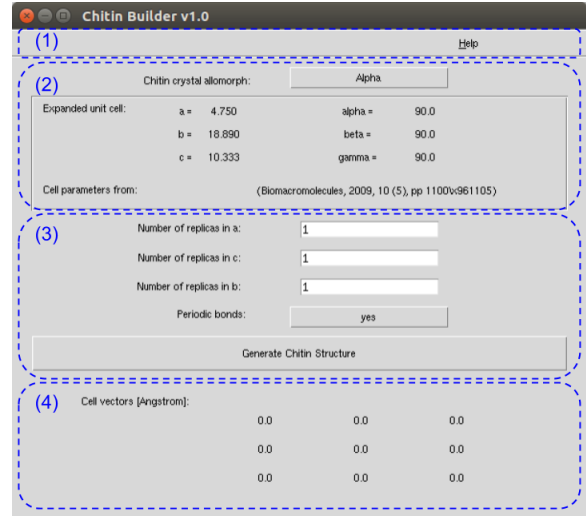 Chitin Builder v1.0
(1) Help
(2) Chitin crystal allomorph: Alpha
Expanded unit cell: a = 4.750 alpha = 90.0
b = 18.890 beta = 90.0
c = 10.333 gamma = 90.0
Cell parameters from: (Biomacromolecules, 2009, 10 (5), pp 1100\x961105)
(3) Number of replicas in a: 1
Number of replicas in c: 1
Number of replicas in b: 1
Periodic bonds: yes
Generate Chitin Structure
(4) Cell vectors [Angstrom]:
0.0 0.0 0.0
0.0 0.0 0.0
0.0 0.0 0.0